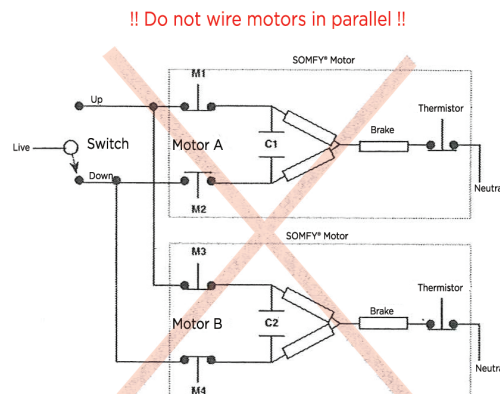 !! Do not wire motors in parallel !!
SOMFY® Motor
M1
Up
Thermistor
Brake
Live
Switch
Motor A
C1
Down
Neutra
M2
SOMFY® Motor
M3
Thermistor
Brake
Motor B
C2
Neutra
M4